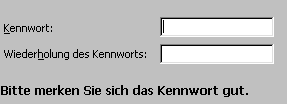 Kennwort:
Wiederholung des Kennworts:
Bitte merken Sie sich das Kennwort gut.